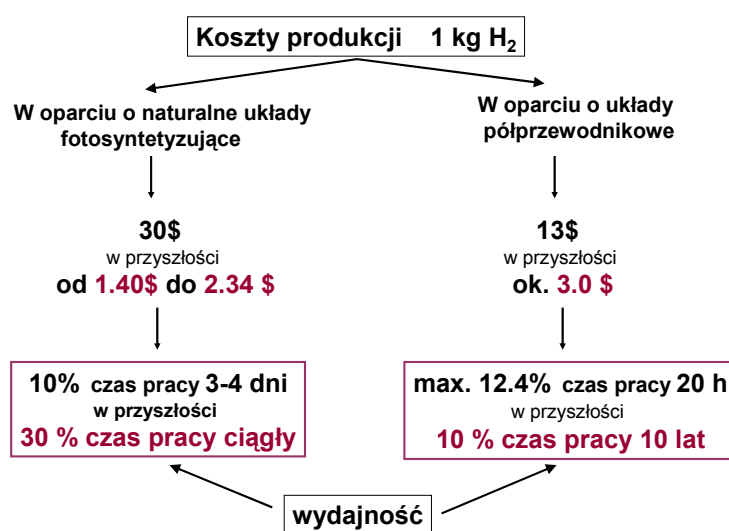 Koszty produkcji 1 kg H₂
W oparciu o naturalne układy
fotosyntetyzujące
30$
w przyszłości
od 1.40$ do 2.34 $
10% czas pracy 3-4 dni
w przyszłości
30 % czas pracy ciągły
W oparciu o układy
półprzewodnikowe
13$
w przyszłości
ok. 3.0 $
max. 12.4% czas pracy 20 h
w przyszłości
10 % czas pracy 10 lat
wydajność